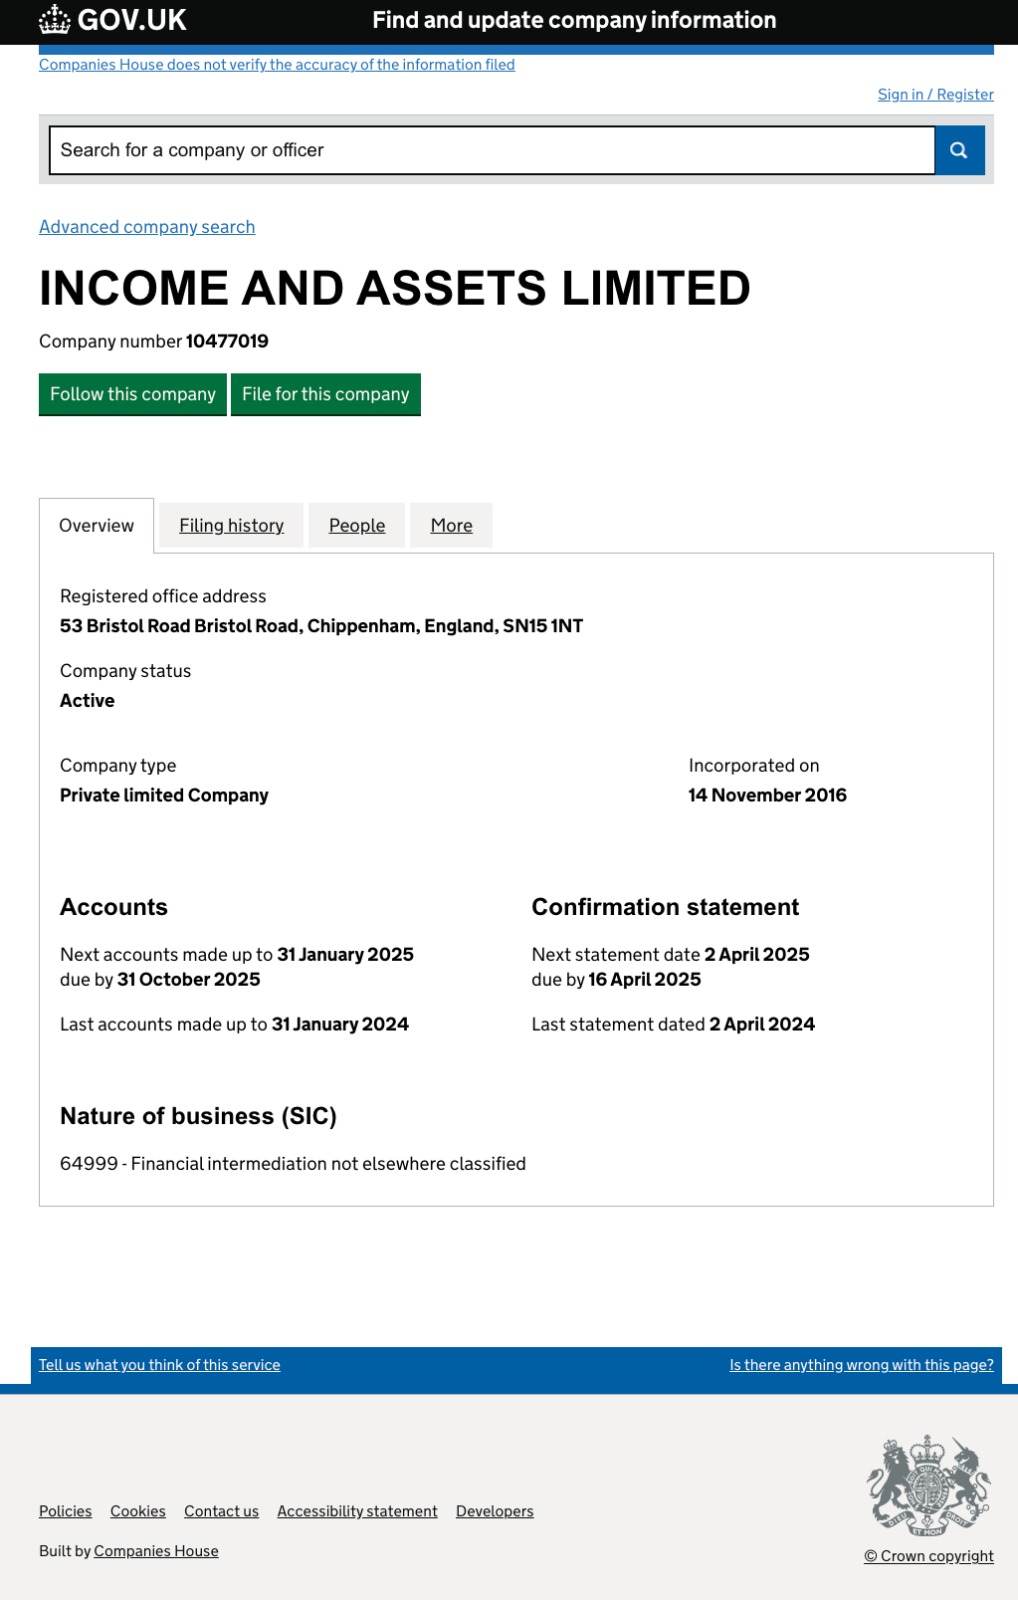 GOV.UK
Find and update company information
Companies House does not verify the accuracy of the information filed
Sign in / Register
Search for a company or officer
Advanced company search
INCOME AND ASSETS LIMITED
Company number 10477019
Follow this company
File for this company
Overview
Filing history
People
More
Registered office address
53 Bristol Road Bristol Road, Chippenham, England, SN15 1NT
Company status
Active
Company type
Private limited Company
Incorporated on
14 November 2016
Accounts
Next accounts made up to 31 January 2025
due by 31 October 2025
Last accounts made up to 31 January 2024
Confirmation statement
Next statement date 2 April 2025
due by 16 April 2025
Last statement dated 2 April 2024
Nature of business (SIC)
64999 - Financial intermediation not elsewhere classified
Tell us what you think of this service
Is there anything wrong with this page?
Policies
Cookies
Contact us
Accessibility statement
Developers
Built by Companies House
© Crown copyright